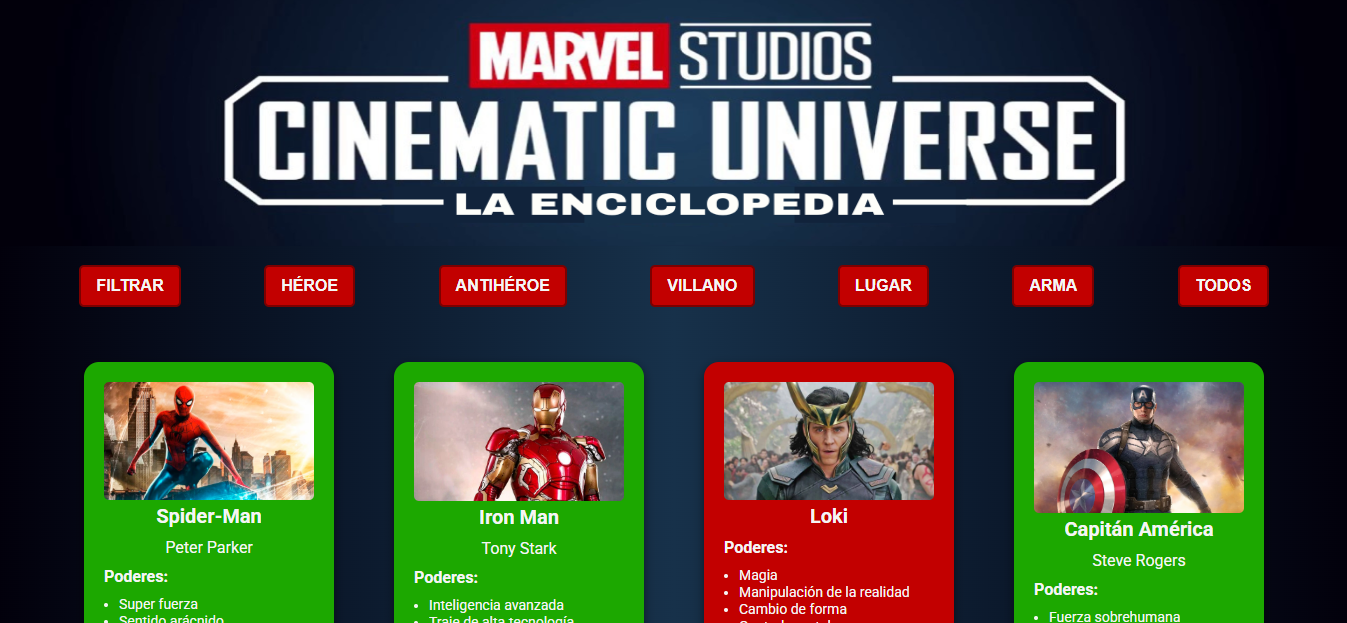 MARVEL STUDIOS
CINEMATIC UNIVERSE
LA ENCICLOPEDIA
FILTRAR HÉROE ANTIHÉROE VILLANO LUGAR ARMA TODOS
Spider-Man
Peter Parker
Poderes:
• Super fuerza
• Sentido arácnido
Iron Man
Tony Stark
Poderes:
• Inteligencia avanzada
• Traje de alta tecnología
Loki
Poderes:
• Magia
• Manipulación de la realidad
• Cambio de forma
Capitán América
Steve Rogers
Poderes:
• Fuerza sobrehumana